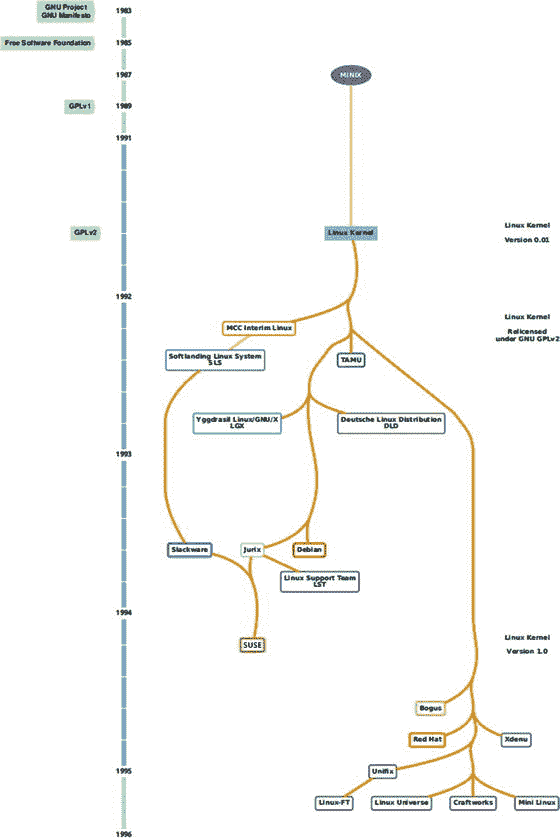 GNU Project
GNU Manifesto
1983
Free Software Foundation
1985
1987
MINIX
GPLv1
1989
1991
GPLv2
Linux Kernel
Linux Kernel
Version 0.01
1992
MCC Interim Linux
Linux Kernel
Relicensed
under GNU GPLv2
Softlanding Linux System
SLS
TAMU
Yggdrasil Linux/GNU/X
LGX
Deutsche Linux Distribution
DLD
1993
Slackware
Jurix
Debian
Linux Support Team
LST
1994
SUSE
Linux Kernel
Version 1.0
Bogus
Red Hat
Xdenu
1995
Unifix
Linux-FT
Linux Universe
Craftworks
Mini Linux
1996